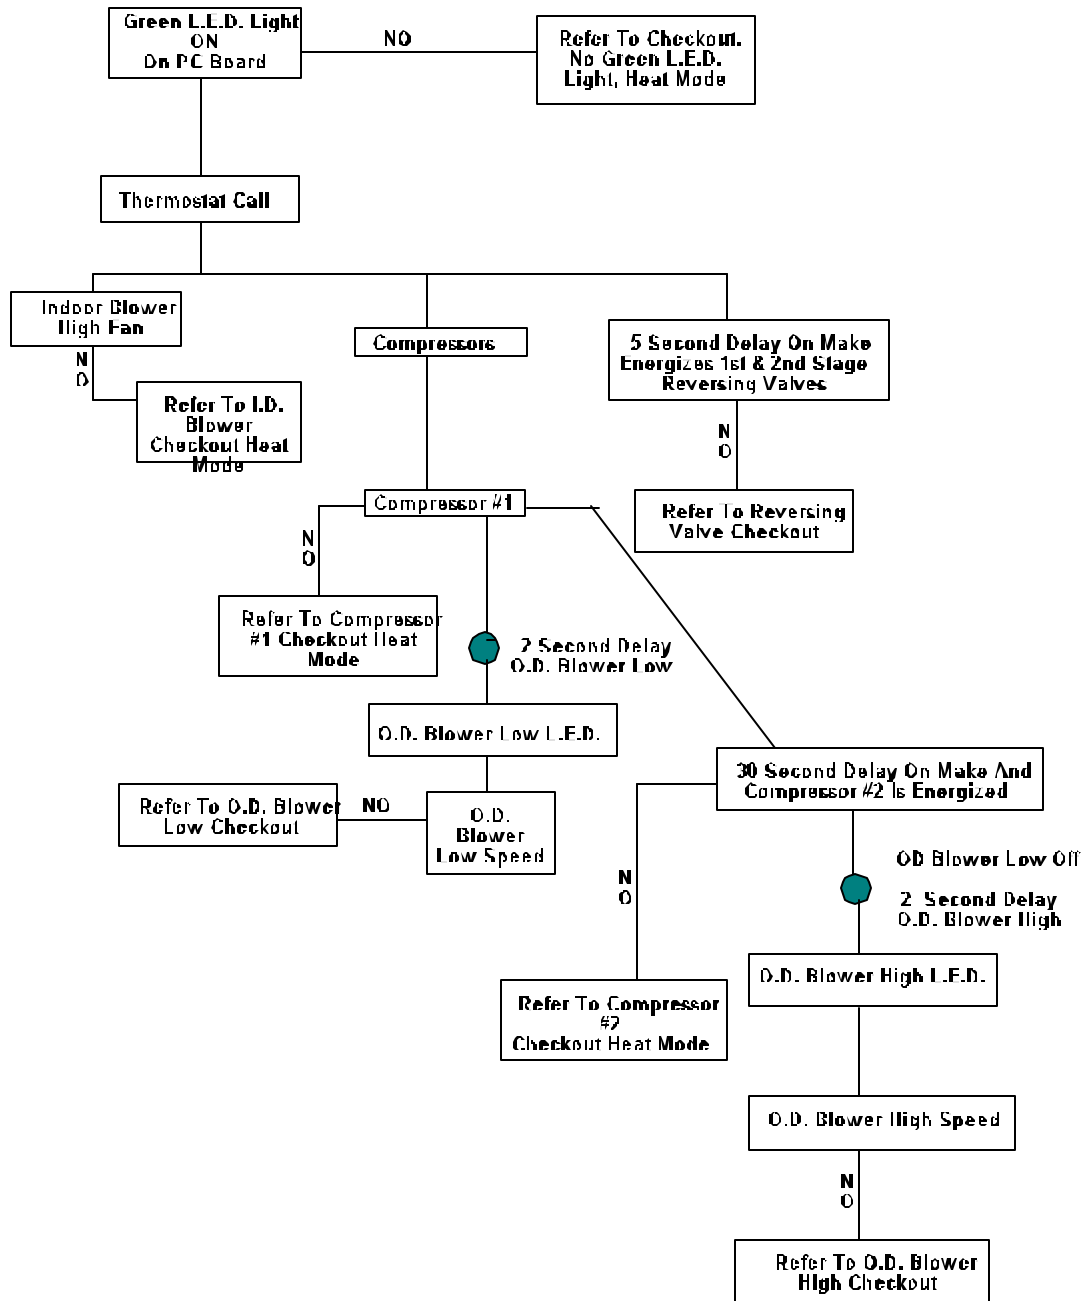 Green L.E.D. Light
ON
On PC Board
NO
Refer To Checkout.
No Green L.E.D.
Light, Heat Mode
Thermostat Call
Indoor Blower
High Fan
N
O
Refer To I.D.
Blower
Checkout Heat
Mode
Compressors
5 Second Delay On Make
Energizes 1st & 2nd Stage
Reversing Valves
N
O
Refer To Reversing
Valve Checkout
Compressor #1
N
O
Refer To Compressor
#1 Checkout Heat
Mode
2 Second Delay
O.D. Blower Low
O.D. Blower Low L.E.D.
O.D.
Blower
Low Speed
NO
Refer To O.D. Blower
Low Checkout
30 Second Delay On Make And
Compressor #2 Is Energized
N
O
Refer To Compressor
#2
Checkout Heat Mode
OD Blower Low Off
2 Second Delay
O.D. Blower High
O.D. Blower High L.E.D.
O.D. Blower High Speed
N
O
Refer To O.D. Blower
High Checkout